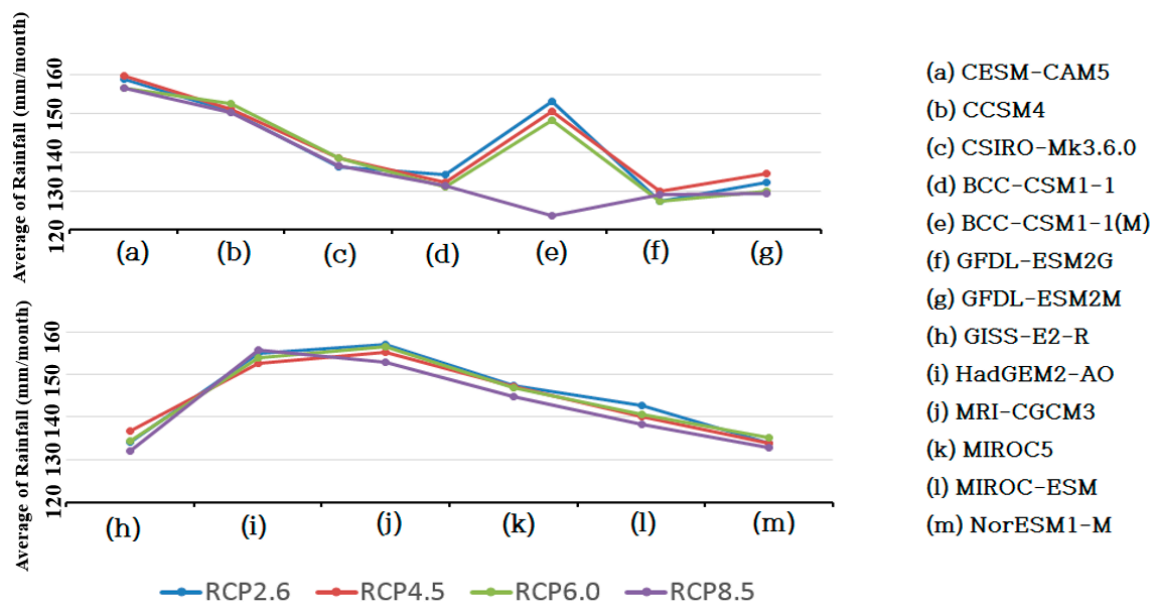 Average of Rainfall (mm/month)
160
150
140
130
120
(a) (b) (c) (d) (e) (f) (g)
Average of Rainfall (mm/month)
160
150
140
130
120
(h) (i) (j) (k) (l) (m)
RCP2.6 RCP4.5 RCP6.0 RCP8.5
(a) CESM-CAM5
(b) CCSM4
(c) CSIRO-Mk3.6.0
(d) BCC-CSM1-1
(e) BCC-CSM1-1(M)
(f) GFDL-ESM2G
(g) GFDL-ESM2M
(h) GISS-E2-R
(i) HadGEM2-AO
(j) MRI-CGCM3
(k) MIROC5
(l) MIROC-ESM
(m) NorESM1-M